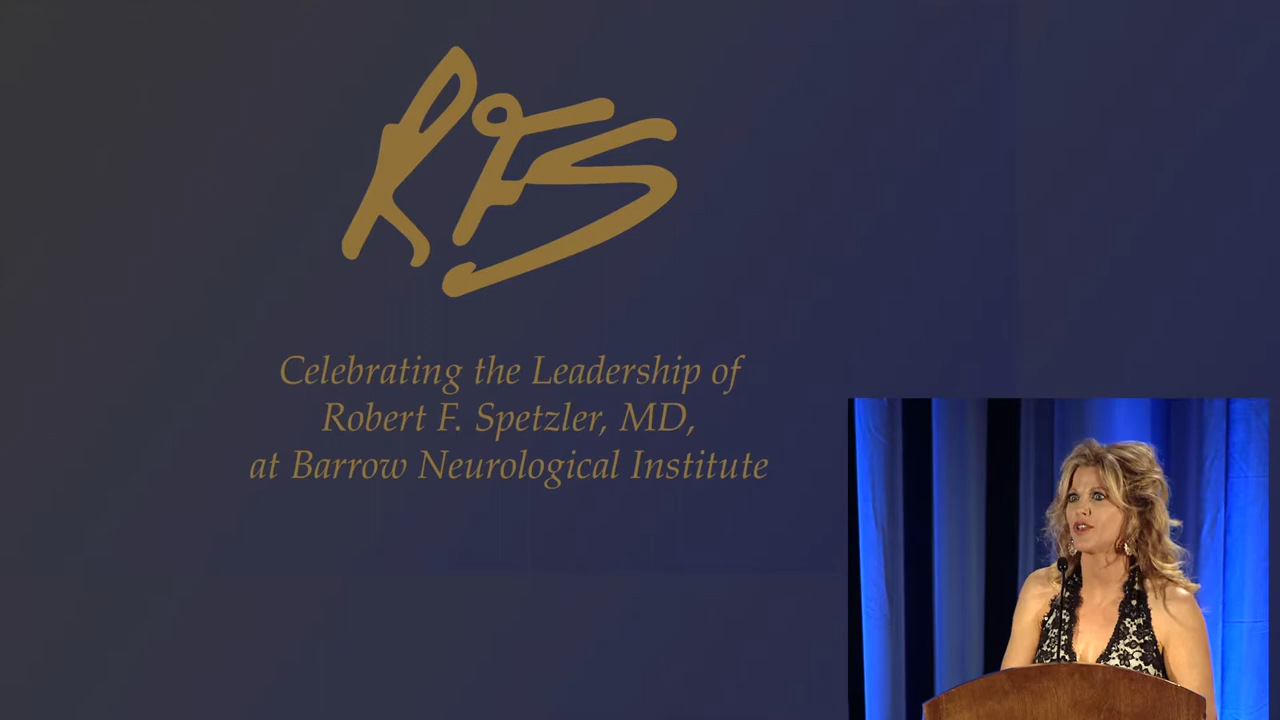 RFS
Celebrating the Leadership of
Robert F. Spetzler, MD,
at Barrow Neurological Institute